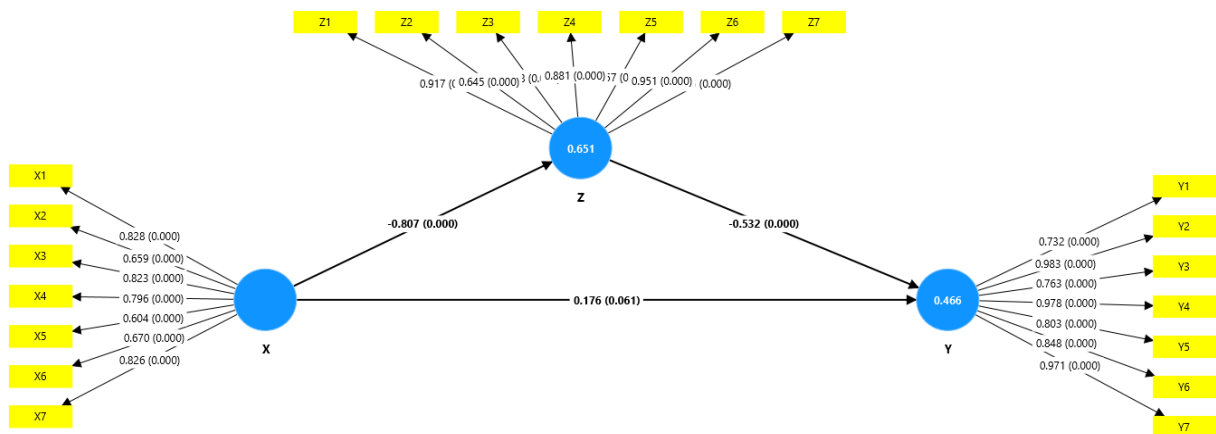 Z1 Z2 Z3 Z4 Z5 Z6 Z7
0.917 0.645 (0.000) 0.881 (0.000) 0.951 (0.000) (0.000)
0.651
Z
X1
X2
X3
X4
X5
X6
X7
0.828 (0.000)
0.659 (0.000)
0.823 (0.000)
0.796 (0.000)
0.604 (0.000)
0.670 (0.000)
0.826 (0.000)
X
-0.807 (0.000)
-0.532 (0.000)
0.176 (0.061)
0.466
Y
0.732 (0.000)
0.983 (0.000)
0.763 (0.000)
0.978 (0.000)
0.803 (0.000)
0.848 (0.000)
0.971 (0.000)
Y1
Y2
Y3
Y4
Y5
Y6
Y7